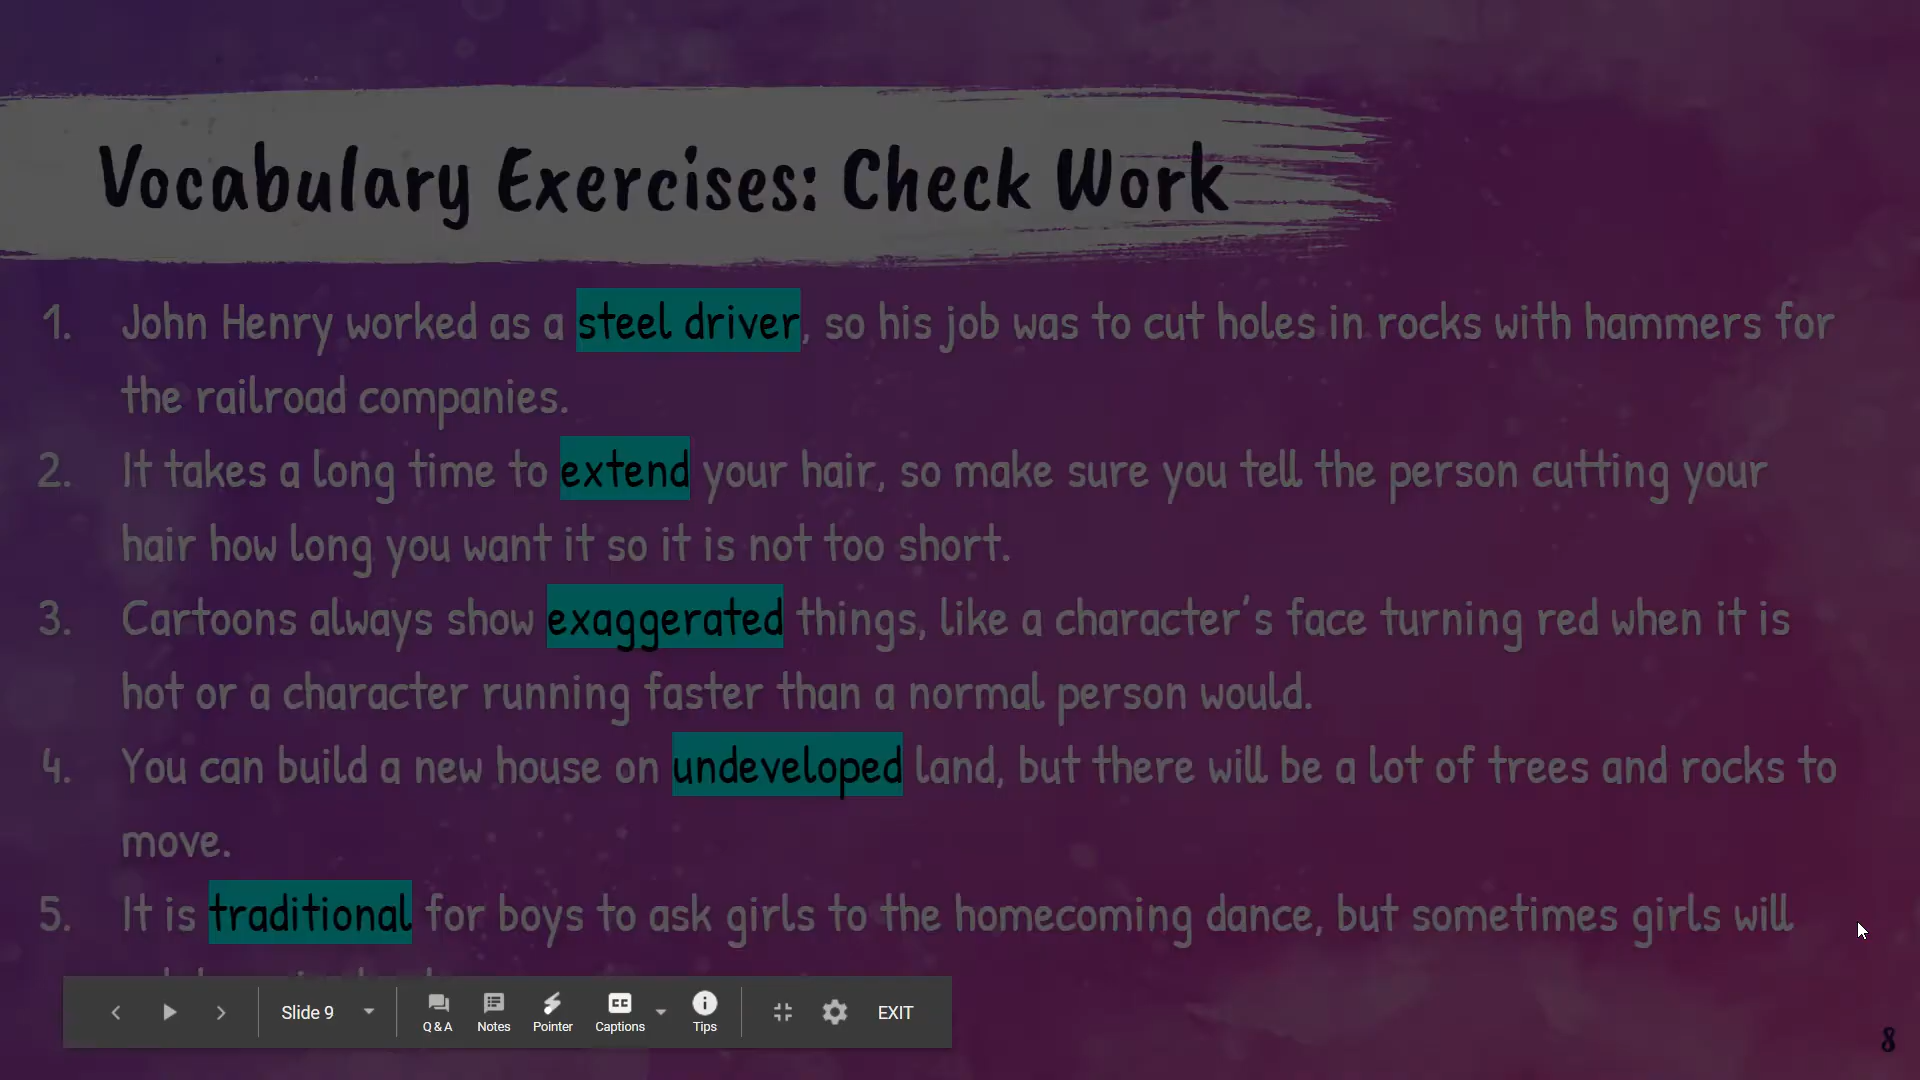 Vocabulary Exercises: Check Work
1. John Henry worked as a steel driver, so his job was to cut holes in rocks with hammers for
the railroad companies.
2. It takes a long time to extend your hair, so make sure you tell the person cutting your
hair how long you want it so it is not too short.
3. Cartoons always show exaggerated things, like a character's face turning red when it is
hot or a character running faster than a normal person would.
4. You can build a new house on undeveloped land, but there will be a lot of trees and rocks to
move.
5. It is traditional for boys to ask girls to the homecoming dance, but sometimes girls will
Slide 9
Q & A
Notes
Pointer
CC
Captions
Tips
EXIT
8